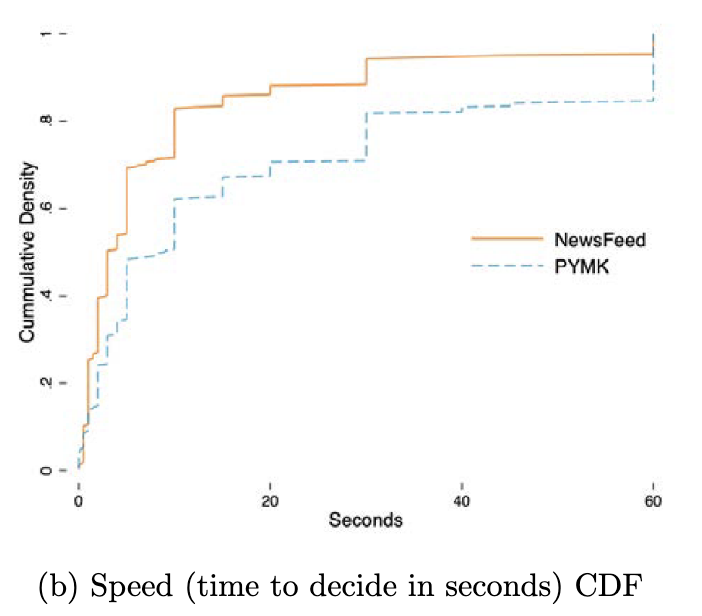 1
.8
.6
.4
.2
0
Cummulative Density
NewsFeed
PYMK
0 20 40 60
Seconds
(b) Speed (time to decide in seconds) CDF